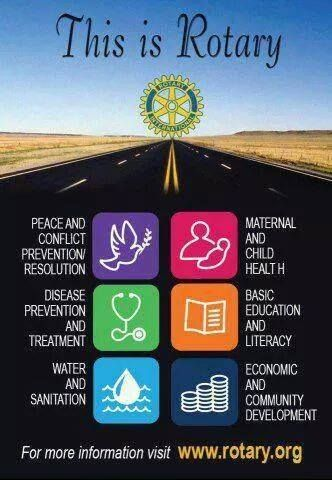 This is Rotary
ROTARY
INTERNATIONAL
PEACE AND
CONFLICT
PREVENTION/
RESOLUTION
MATERNAL
AND
CHILD
HEALTH
DISEASE
PREVENTION
AND
TREATMENT
BASIC
EDUCATION
AND
LITERACY
WATER
AND
SANITATION
ECONOMIC
AND
COMMUNITY
DEVELOPMENT
For more information visit www.rotary.org